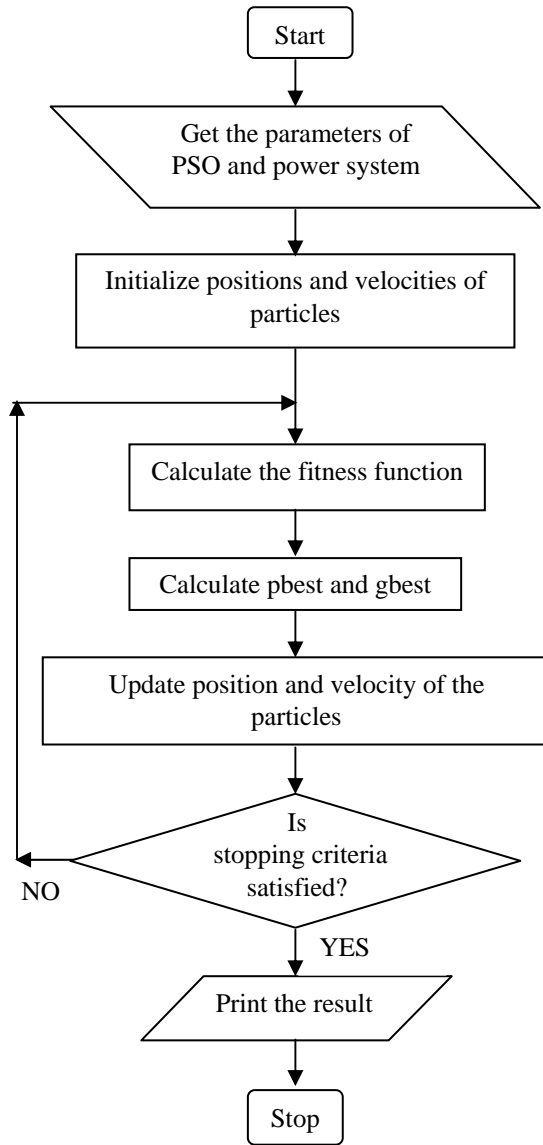 Start
Get the parameters of
PSO and power system
Initialize positions and velocities of
particles
Calculate the fitness function
Calculate pbest and gbest
Update position and velocity of the
particles
Is
stopping criteria
satisfied?
NO
YES
Print the result
Stop